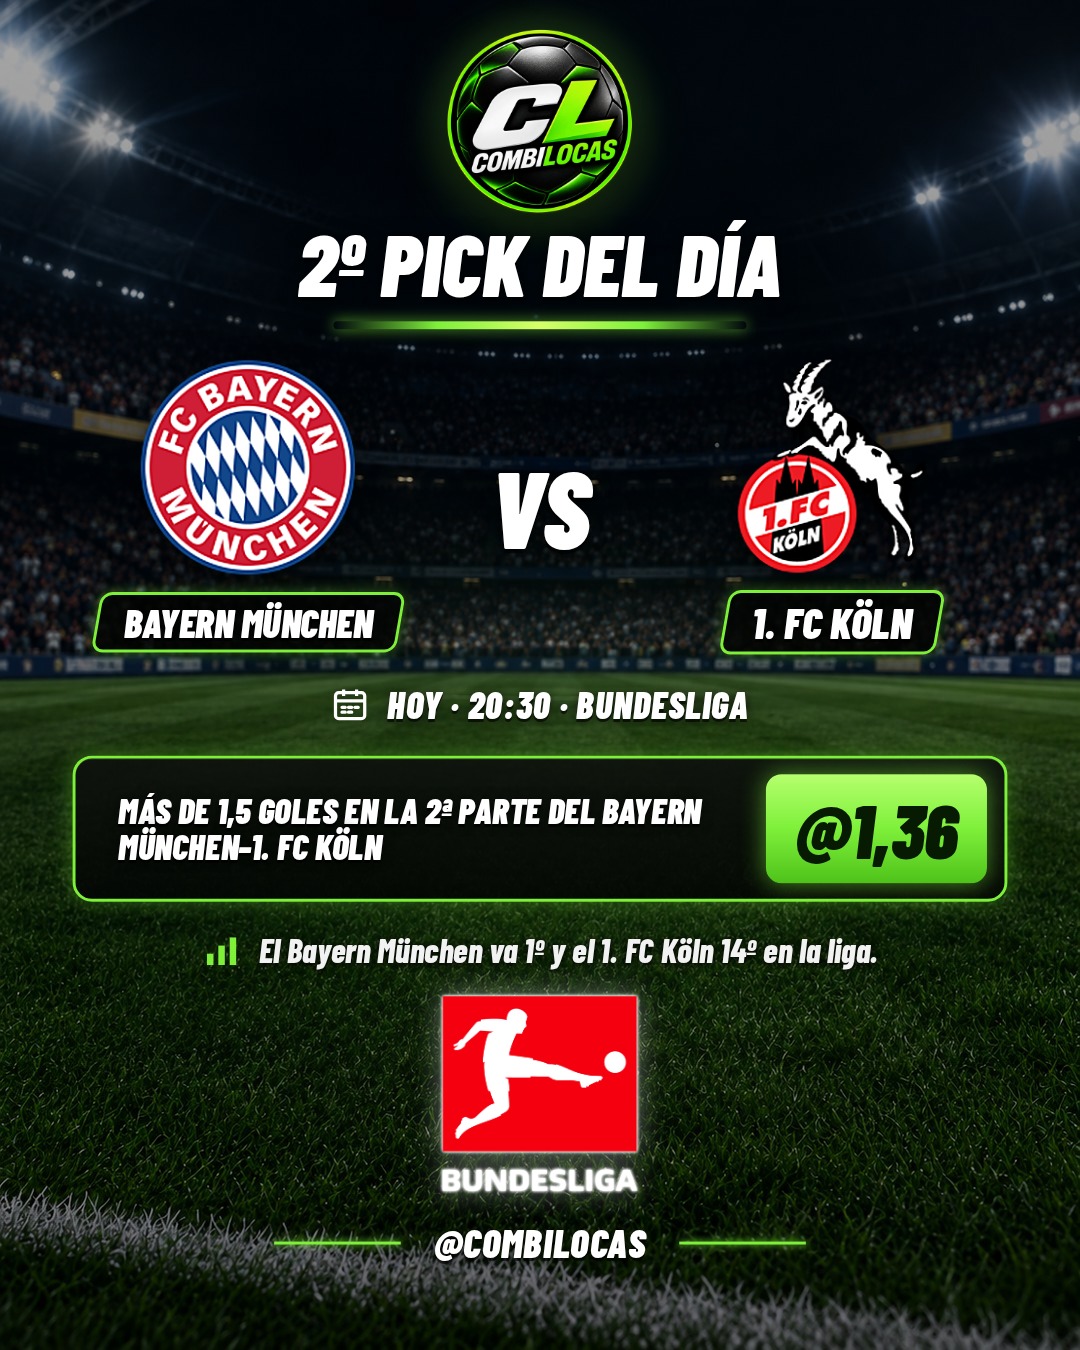 CL
COMBILOCAS
2º PICK DEL DÍA
FC BAYERN
MÜNCHEN
VS
1. FC
KÖLN
BAYERN MÜNCHEN
1. FC KÖLN
HOY · 20:30 · BUNDESLIGA
MÁS DE 1,5 GOLES EN LA 2ª PARTE DEL BAYERN
MÜNCHEN-1. FC KÖLN
@1,36
El Bayern München va 1º y el 1. FC Köln 14º en la liga.
BUNDESLIGA
@COMBILOCAS